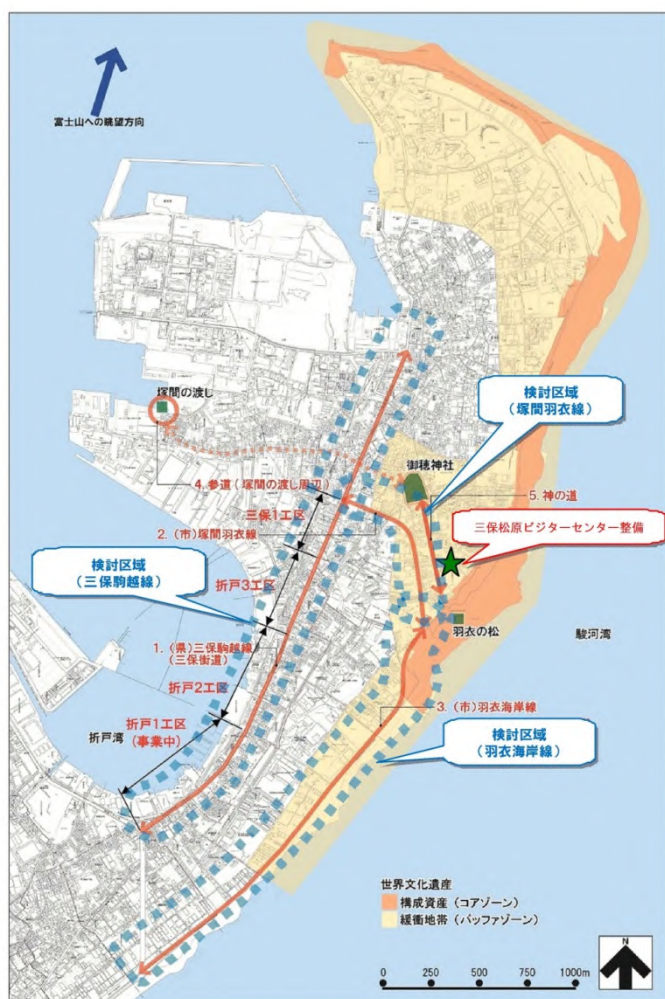 富士山への眺望方向
塚間の渡し
検討区域
(塚間羽衣線)
御穂神社
4. 参道(塚間の渡し周辺)
5. 神の道
三保1工区
2. (市)塚間羽衣線
三保松原ビジターセンター整備
検討区域
(三保駒越線)
折戸3工区
羽衣の松
駿河湾
1. (県)三保駒越線
(三保街道)
折戸2工区
3. (市)羽衣海岸線
折戸1工区
(事業中)
折戸湾
検討区域
(羽衣海岸線)
世界文化遺産
構成資産(コアゾーン)
緩衝地帯(バッファゾーン)
N
0 250 500 750 1000m